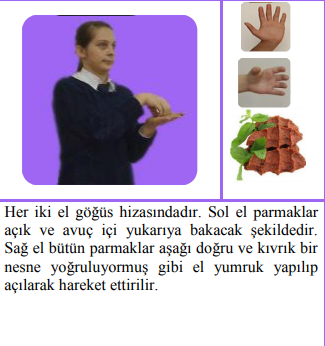 Her iki el göğüs hizasındadır. Sol el parmaklar
açık ve avuç içi yukarıya bakacak şekildedir.
Sağ el bütün parmaklar aşağı doğru ve kıvrık bir
nesne yoğruluyormuş gibi el yumruk yapılıp
açılarak hareket ettirilir.